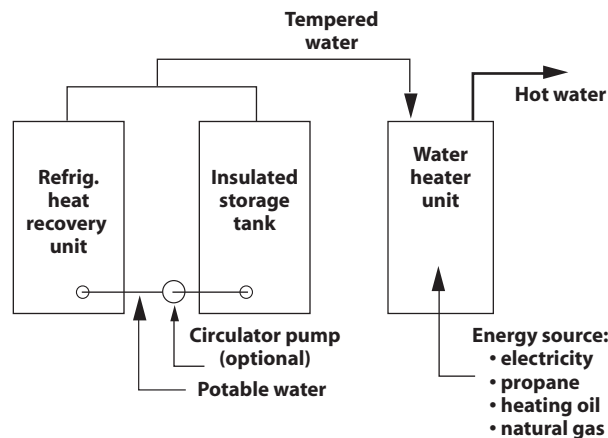 Tempered
water
Hot water
Refrig.
heat
recovery
unit
Insulated
storage
tank
Water
heater
unit
Circulator pump
(optional)
Potable water
Energy source:
• electricity
• propane
• heating oil
• natural gas